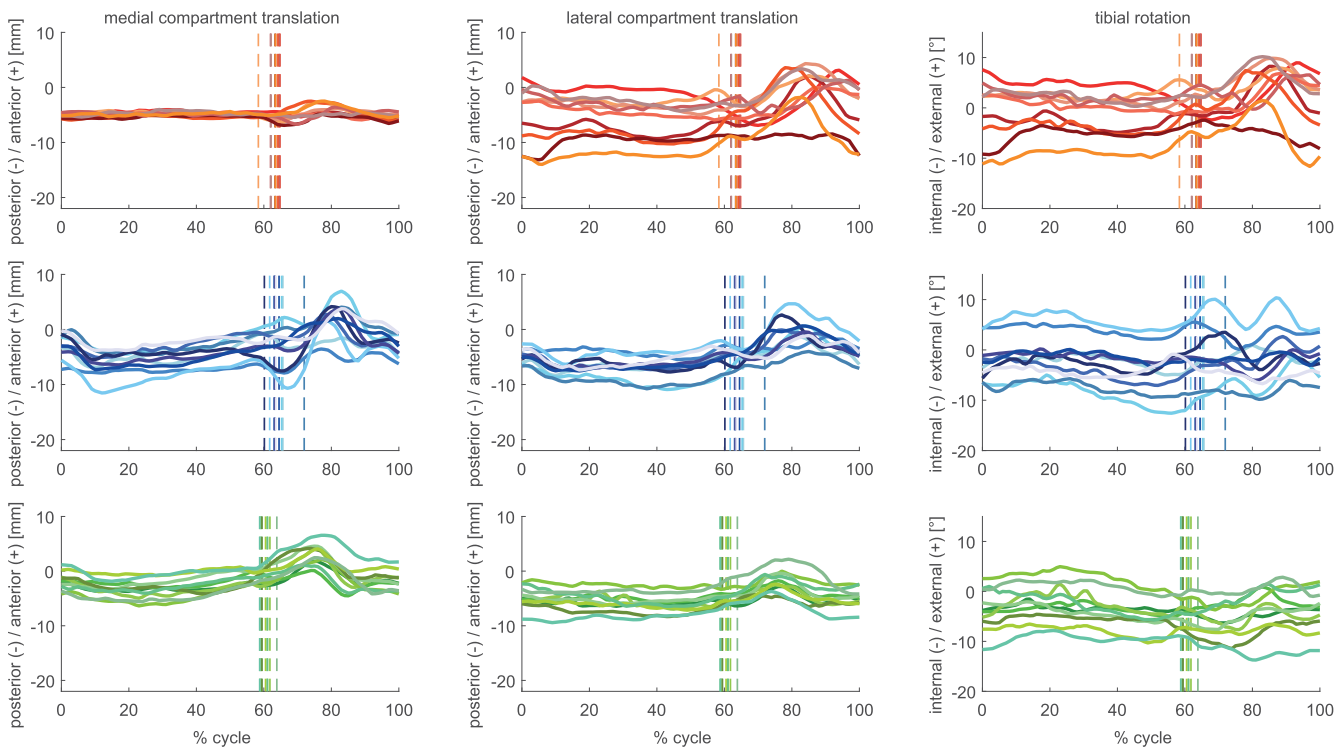 medial compartment translation
lateral compartment translation
tibial rotation
posterior (-) / anterior (+) [mm]
10
0
-10
-20
0 20 40 60 80 100
posterior (-) / anterior (+) [mm]
10
0
-10
-20
0 20 40 60 80 100
internal (-) / external (+) [°]
10
0
-10
-20
0 20 40 60 80 100
posterior (-) / anterior (+) [mm]
10
0
-10
-20
0 20 40 60 80 100
posterior (-) / anterior (+) [mm]
10
0
-10
-20
0 20 40 60 80 100
internal (-) / external (+) [°]
10
0
-10
-20
0 20 40 60 80 100
posterior (-) / anterior (+) [mm]
10
0
-10
-20
0 20 40 60 80 100
% cycle
posterior (-) / anterior (+) [mm]
10
0
-10
-20
0 20 40 60 80 100
% cycle
internal (-) / external (+) [°]
10
0
-10
-20
0 20 40 60 80 100
% cycle